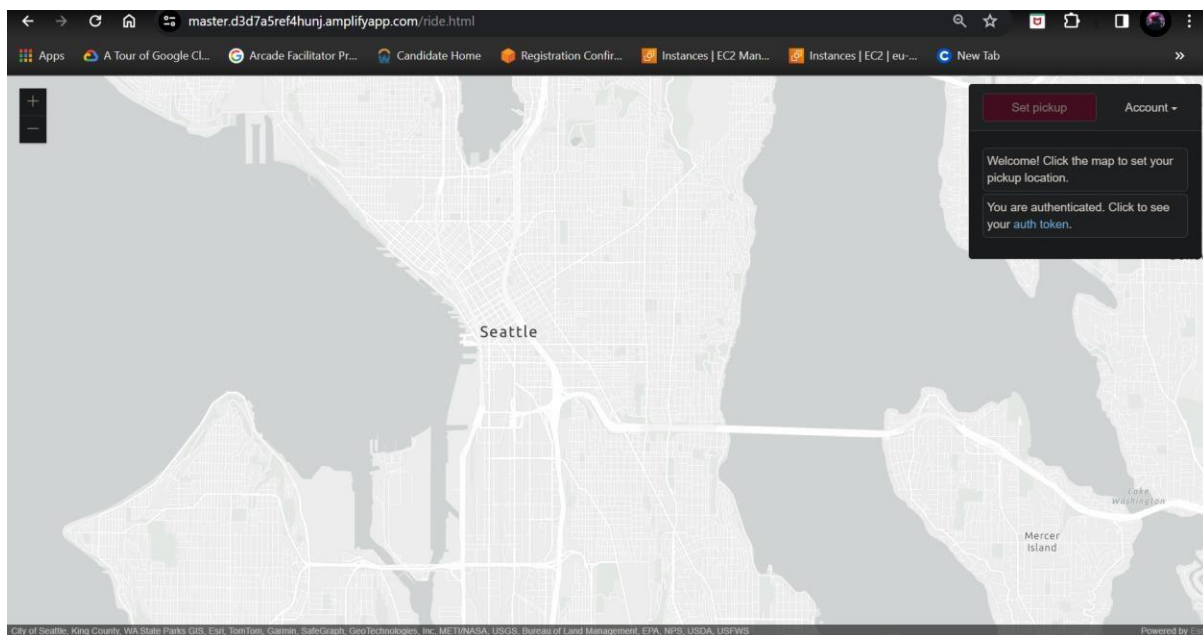 master.d3d7a5ref4hunj.amplifyapp.com/ride.html
Apps A Tour of Google Cl... Arcade Facilitator Pr... Candidate Home Registration Confir... Instances | EC2 Man... Instances | EC2 | eu-... New Tab »
+
−
Set pickup Account
Welcome! Click the map to set your
pickup location.
You are authenticated. Click to see
your auth token.
Seattle
Lake
Washington
Mercer
Island
City of Seattle, King County, WA State Parks GIS, Esri, TomTom, Garmin, SafeGraph, GeoTechnologies, Inc, METI/NASA, USGS, Bureau of Land Management, EPA, NPS, USDA, USFWS Powered by